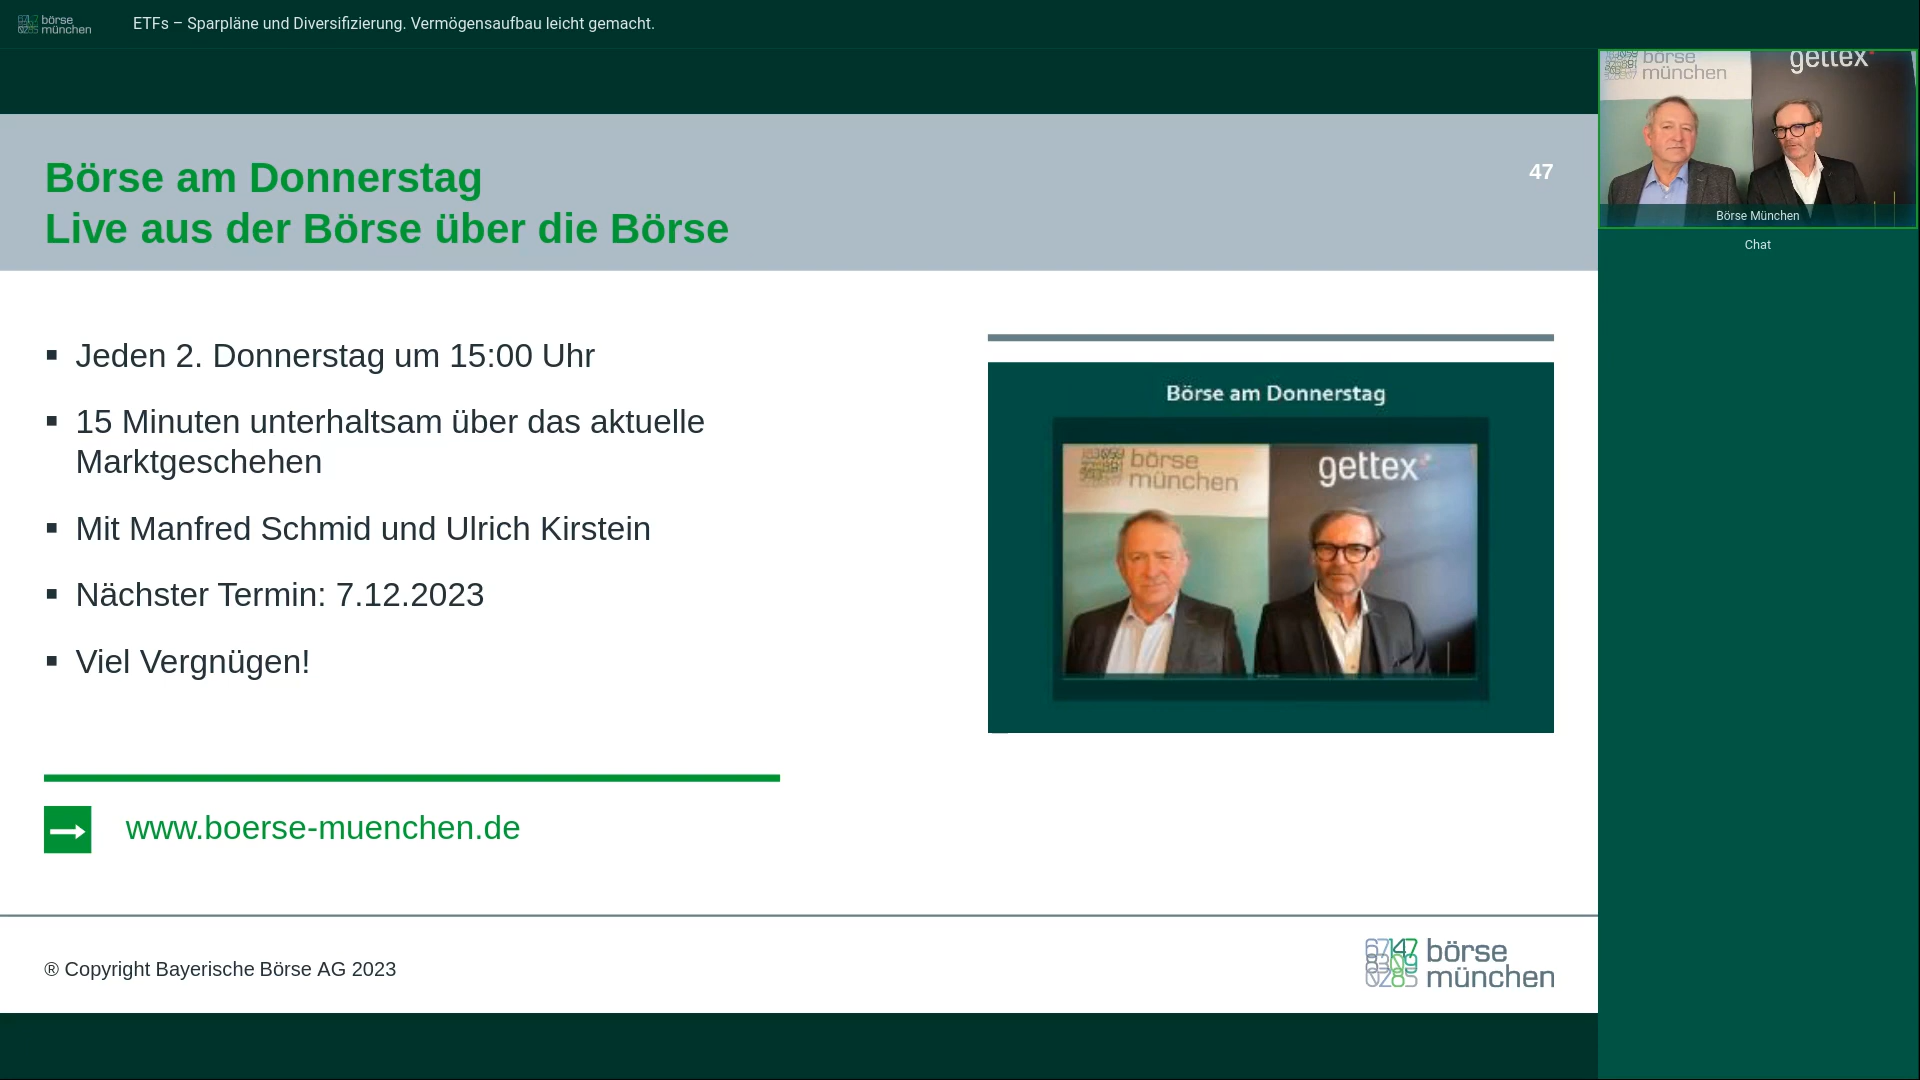 börse
münchen
ETFs – Sparpläne und Diversifizierung. Vermögensaufbau leicht gemacht.
börse
münchen
gettex
Börse München
Chat
Börse am Donnerstag
Live aus der Börse über die Börse
47
▪ Jeden 2. Donnerstag um 15:00 Uhr
▪ 15 Minuten unterhaltsam über das aktuelle
Marktgeschehen
▪ Mit Manfred Schmid und Ulrich Kirstein
▪ Nächster Termin: 7.12.2023
▪ Viel Vergnügen!
Börse am Donnerstag
börse
münchen
gettex
www.boerse-muenchen.de
® Copyright Bayerische Börse AG 2023
börse
münchen